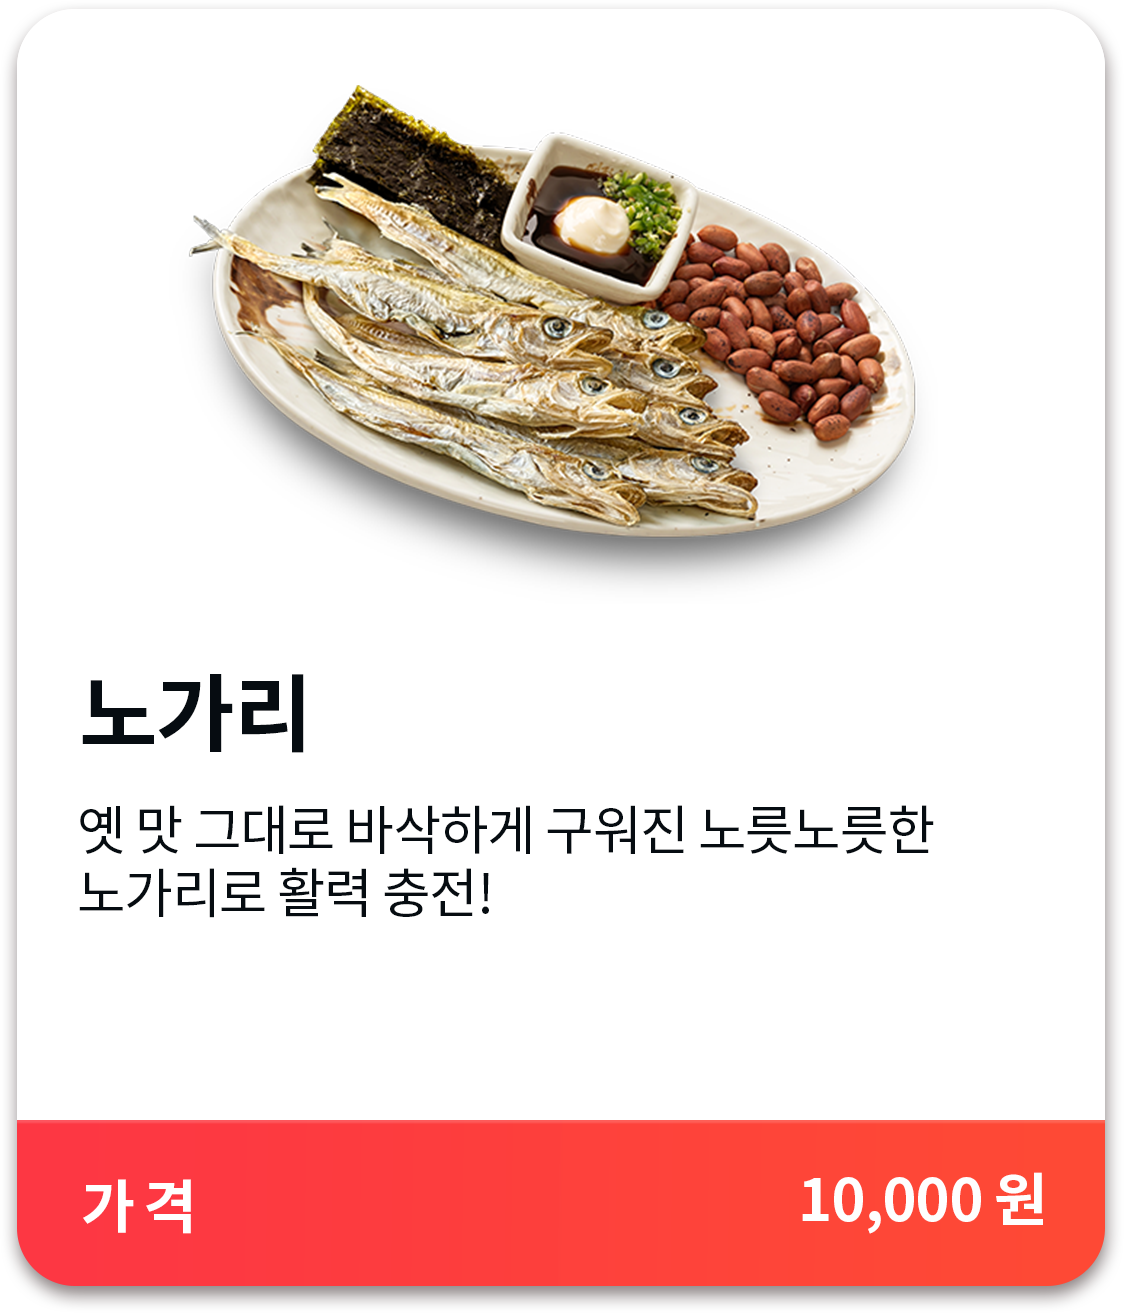 노가리
옛 맛 그대로 바삭하게 구워진 노릇노릇한
노가리로 활력 충전!
가 격
10,000 원